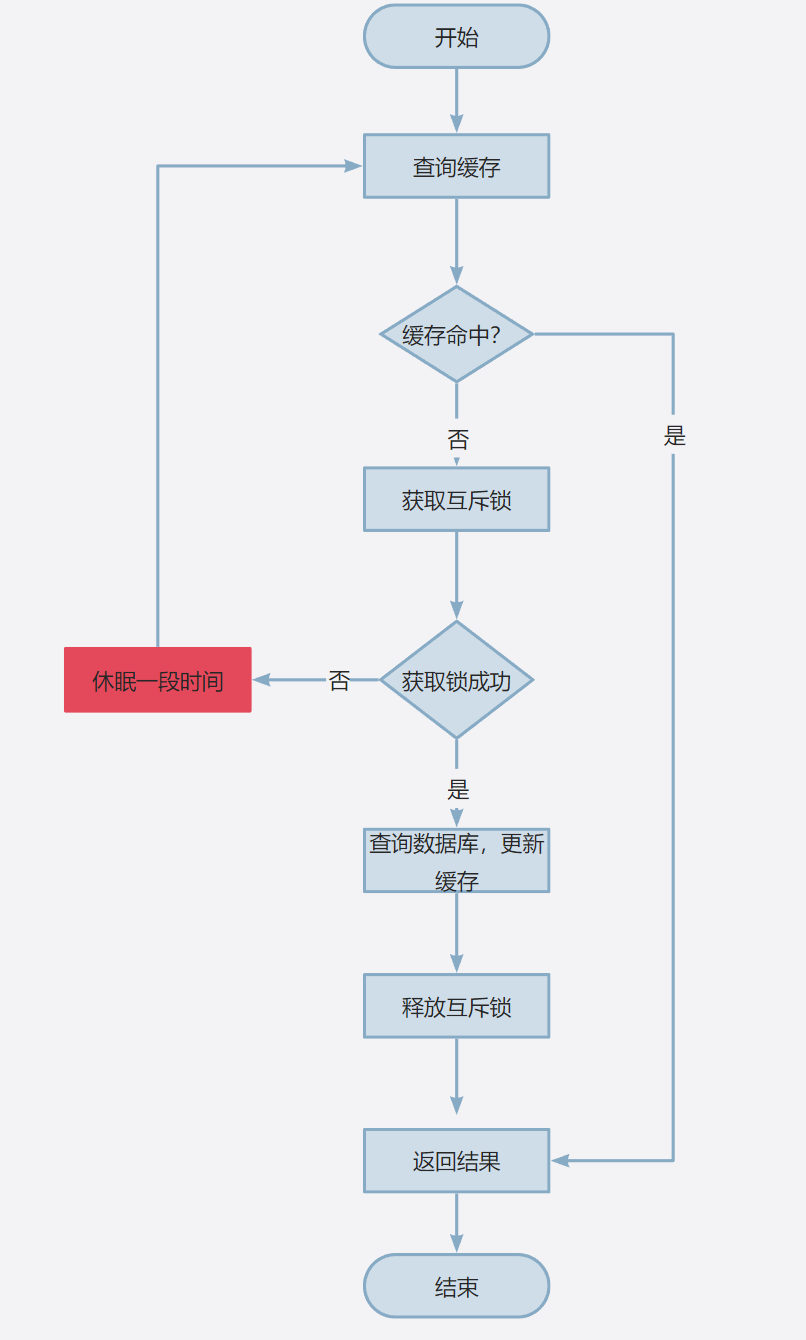 开始
查询缓存
缓存命中?
是
否
获取互斥锁
获取锁成功
否
休眠一段时间
是
查询数据库，更新
缓存
释放互斥锁
返回结果
结束